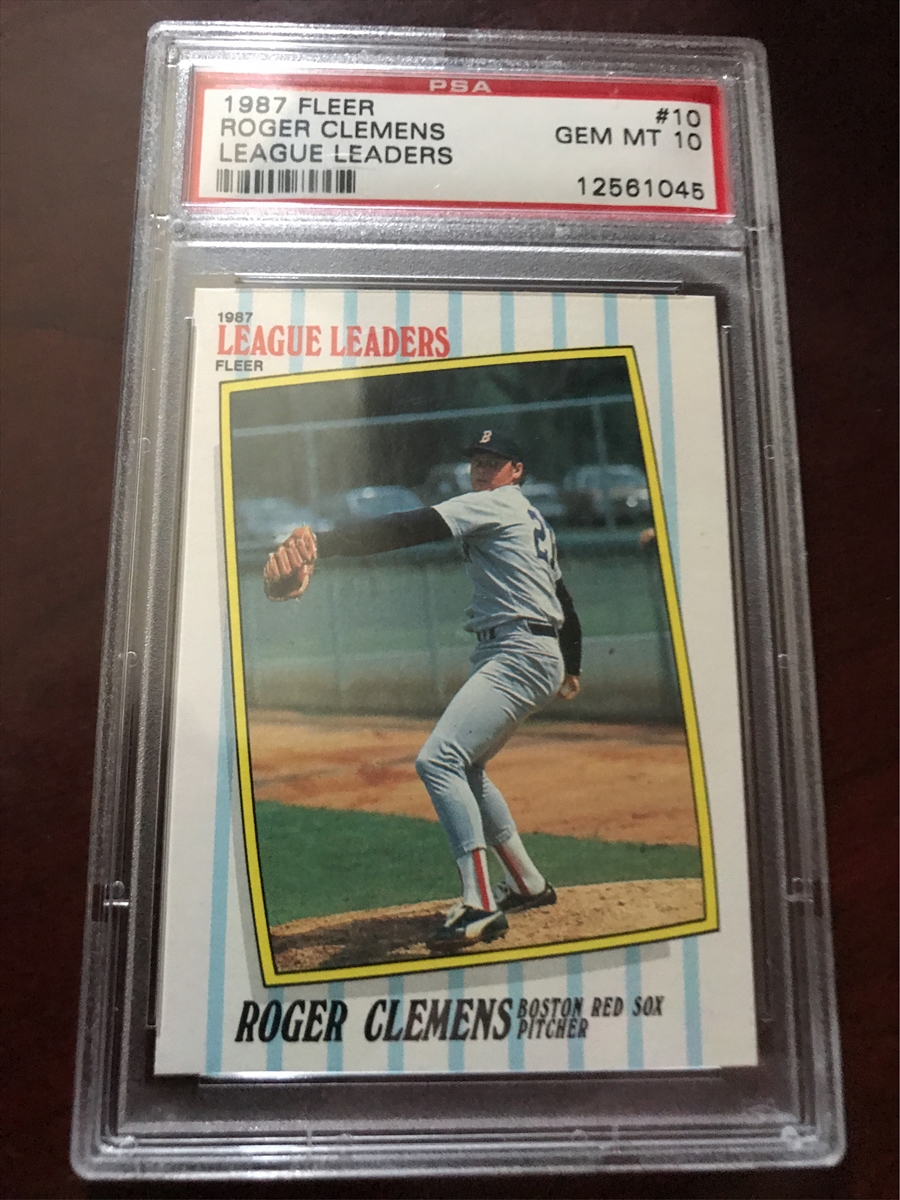 PSA
1987 FLEER #10
ROGER CLEMENS GEM MT 10
LEAGUE LEADERS
12561045
1987
LEAGUE LEADERS
FLEER
B
21
ROGER CLEMENS BOSTON RED SOX
PITCHER